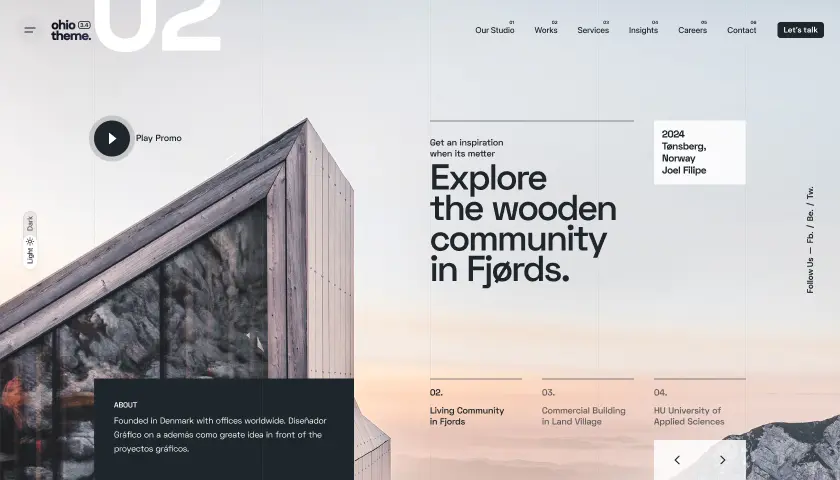 ohio 3.4
theme.
02
01
Our Studio
02
Works
03
Services
04
Insights
05
Careers
06
Contact
Let's talk
Play Promo
Get an inspiration
when its metter
Explore
the wooden
community
in Fjørds.
2024
Tønsberg,
Norway
Joel Filipe
Light Dark
Follow Us — Fb. / Be. / Tw.
ABOUT
Founded in Denmark with offices worldwide. Diseñador
Gráfico on a además como greate idea in front of the
proyectos gráficos.
02.
Living Community
in Fjords
03.
Commercial Building
in Land Village
04.
HU University of
Applied Sciences